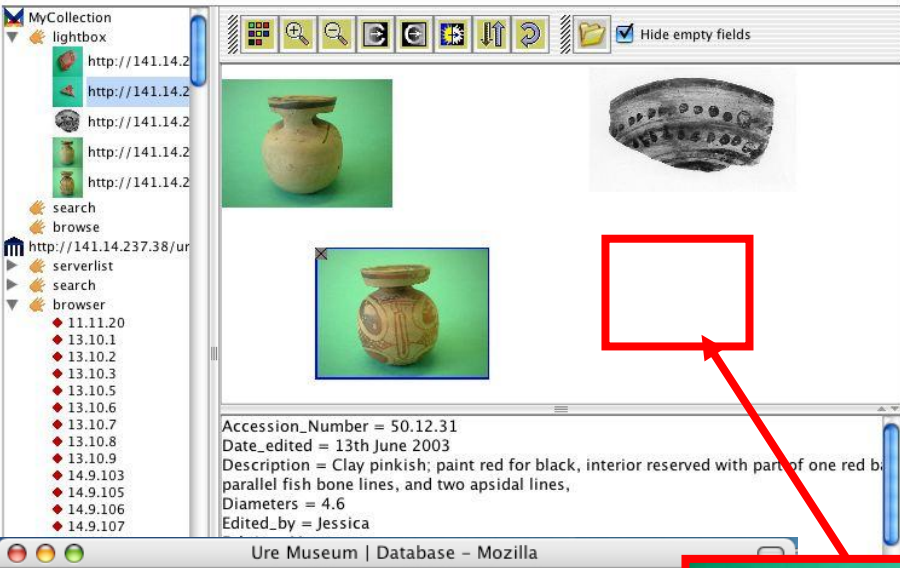 MyCollection
lightbox
http://141.14.2
http://141.14.2
http://141.14.2
http://141.14.2
http://141.14.2
search
browse
http://141.14.237.38/ur
serverlist
search
browser
11.11.20
13.10.1
13.10.2
13.10.3
13.10.5
13.10.6
13.10.7
13.10.8
13.10.9
14.9.103
14.9.105
14.9.106
14.9.107
Hide empty fields
Accession_Number = 50.12.31
Date_edited = 13th June 2003
Description = Clay pinkish; paint red for black, interior reserved with part of one red
parallel fish bone lines, and two apsidal lines,
Diameters = 4.6
Edited_by = Jessica
Ure Museum | Database – Mozilla